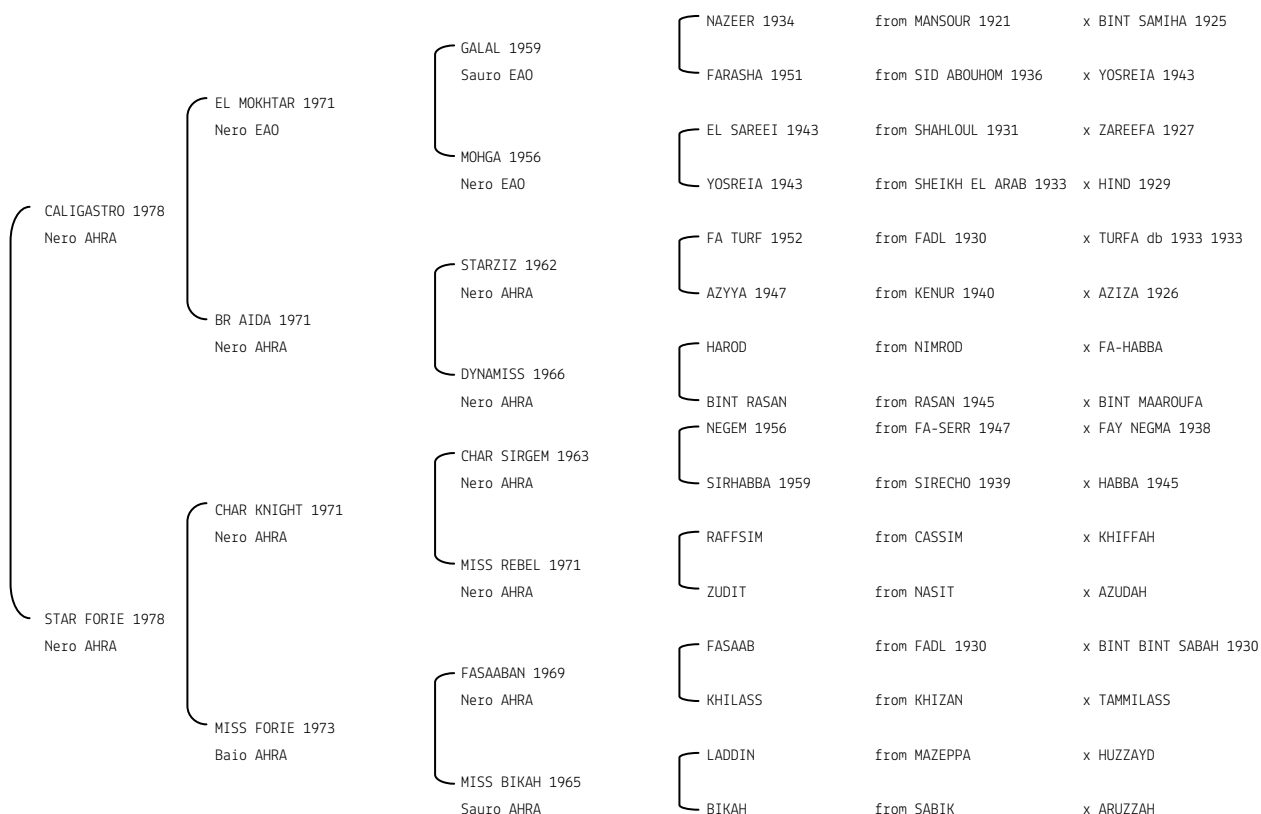 NAZEER 1934 from MANSOUR 1921 x BINT SAMIHA 1925
GALAL 1959
Sauro EAO FARASHA 1951 from SID ABOUHOM 1936 x YOSREIA 1943
EL MOKHTAR 1971
Nero EAO EL SAREEI 1943 from SHAHLOUL 1931 x ZAREEFA 1927
MOHGA 1956
Nero EAO YOSREIA 1943 from SHEIKH EL ARAB 1933 x HIND 1929
CALIGASTRO 1978
Nero AHRA FA TURF 1952 from FADL 1930 x TURFA db 1933 1933
STARZIZ 1962
Nero AHRA AZYYA 1947 from KENUR 1940 x AZIZA 1926
BR AIDA 1971
Nero AHRA HAROD from NIMROD x FA-HABBA
DYNAMISS 1966
Nero AHRA BINT RASAN from RASAN 1945 x BINT MAAROUFA
NEGEM 1956 from FA-SERR 1947 x FAY NEGMA 1938
CHAR SIRGEM 1963
Nero AHRA SIRHABBA 1959 from SIRECHO 1939 x HABBA 1945
CHAR KNIGHT 1971
Nero AHRA RAFFSIM from CASSIM x KHIFFAH
MISS REBEL 1971
Nero AHRA ZUDIT from NASIT x AZUDAH
STAR FORIE 1978
Nero AHRA FASAAB from FADL 1930 x BINT BINT SABAH 1930
FASAABAN 1969
Nero AHRA KHILASS from KHIZAN x TAMMILASS
MISS FORIE 1973
Baio AHRA LADDIN from MAZEPPA x HUZZAYD
MISS BIKAH 1965
Sauro AHRA BIKAH from SABIK x ARUZZAH